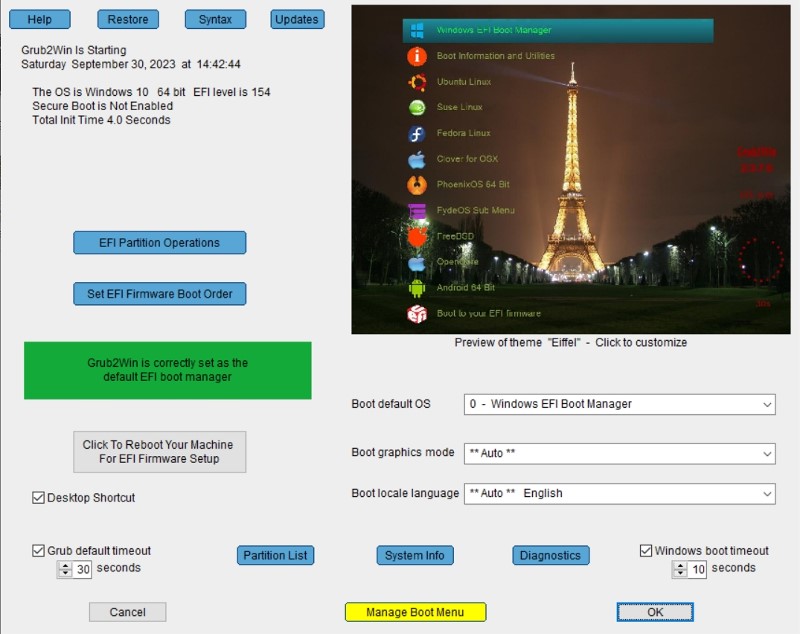 Help
Restore
Syntax
Updates
Grub2Win Is Starting
Saturday September 30, 2023 at 14:42:44
The OS is Windows 10 64 bit EFI level is 154
Secure Boot is Not Enabled
Total Init Time 4.0 Seconds
EFI Partition Operations
Set EFI Firmware Boot Order
Grub2Win is correctly set as the
default EFI boot manager
Click To Reboot Your Machine
For EFI Firmware Setup
Desktop Shortcut
Windows EFI Boot Manager
Boot Information and Utilities
Ubuntu Linux
Suse Linux
Fedora Linux
Clover for OSX
PhoenixOS 64 Bit
FydeOS Sub Menu
FreeBSD
OpenCore
Android 64 Bit
Boot to your EFI firmware
30s
Preview of theme "Eiffel" - Click to customize
Boot default OS
0 - Windows EFI Boot Manager
Boot graphics mode
** Auto **
Boot locale language
** Auto ** English
Grub default timeout
30 seconds
Partition List
System Info
Diagnostics
Windows boot timeout
10 seconds
Cancel
Manage Boot Menu
OK